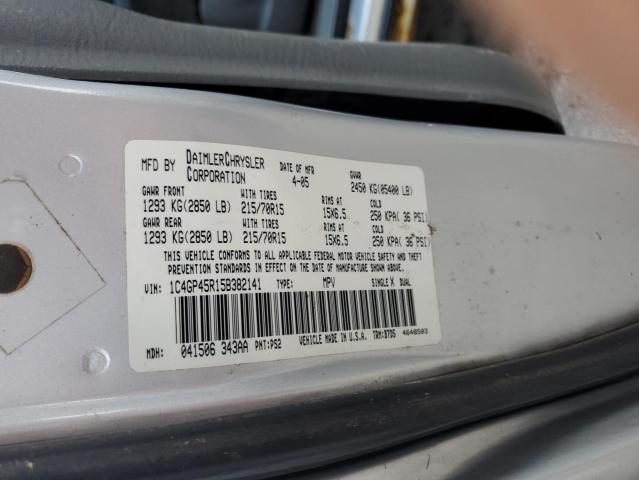 MFD BY DAIMLERCHRYSLER CORPORATION DATE OF MFR 4-05 GVWR 2450 KG(05400 LB)
GAWR FRONT WITH TIRES RIMS AT COLD
1293 KG(2850 LB) 215/70R15 15X6.5 250 KPA( 36 PSI)
GAWR REAR WITH TIRES RIMS AT COLD
1293 KG(2850 LB) 215/70R15 15X6.5 250 KPA( 36 PSI)
THIS VEHICLE CONFORMS TO ALL APPLICABLE FEDERAL MOTOR VEHICLE SAFETY AND THEFT
PREVENTION STANDARDS IN EFFECT ON THE DATE OF MANUFACTURE SHOWN ABOVE.
VIN: 1C4GP45R15B382141 TYPE: MPV SINGLE X DUAL
MDH: 041506 343AA PNT:PS2 VEHICLE MADE IN U.S.A. TRM:D7D5 4648503